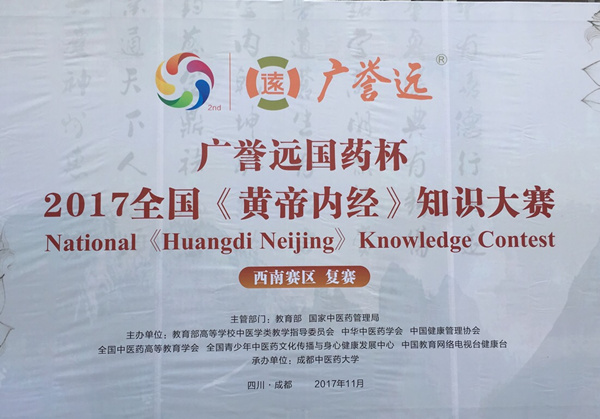 2nd
遠 广誉远®
广誉远国药杯
2017全国《黄帝内经》知识大赛
National《Huangdi Neijing》Knowledge Contest
西南赛区 复赛
主管部门：教育部 国家中医药管理局
主办单位：教育部高等学校中医学类教学指导委员会 中华中医药学会 中国健康管理协会
全国中医药高等教育学会 全国青少年中医药文化传播与身心健康发展中心 中国教育网络电视台健康台
承办单位：成都中医药大学
四川·成都 2017年11月